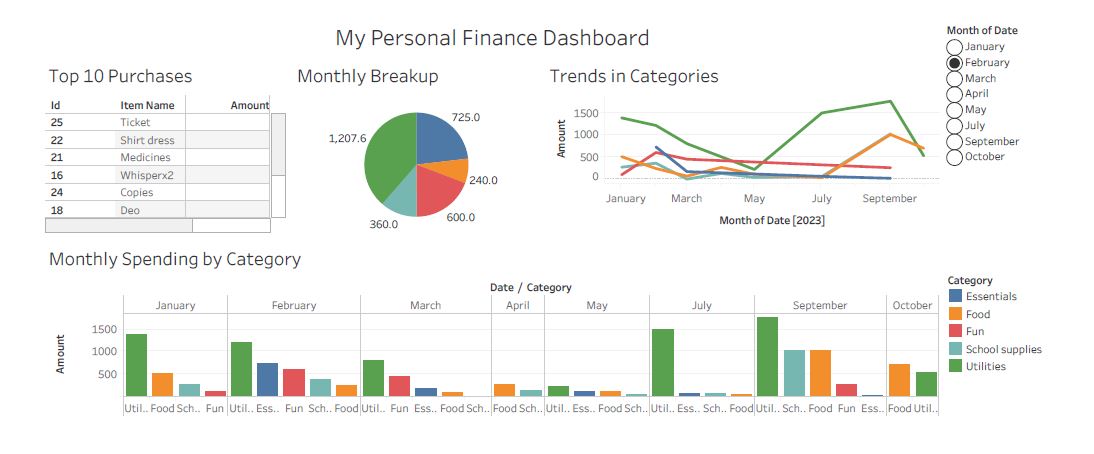 My Personal Finance Dashboard
Top 10 Purchases
Id Item Name Amount
25 Ticket
22 Shirt dress
21 Medicines
16 Whisperx2
24 Copies
18 Deo
Monthly Breakup
725.0
1,207.6
240.0
600.0
360.0
Trends in Categories
Amount
1500
1000
500
0
January March May July September
Month of Date [2023]
Month of Date
January
February
March
April
May
July
September
October
Monthly Spending by Category
Date / Category
January February March April May July September October
Amount
1500
1000
500
Util.. Food Sch.. Fun Util.. Ess.. Fun Sch.. Food Util.. Fun Ess.. Food Sch.. Food Sch.. Util.. Ess.. Food Sch.. Util.. Ess.. Sch.. Food Util.. Sch.. Food Fun Ess.. Food Util..
Category
Essentials
Food
Fun
School supplies
Utilities